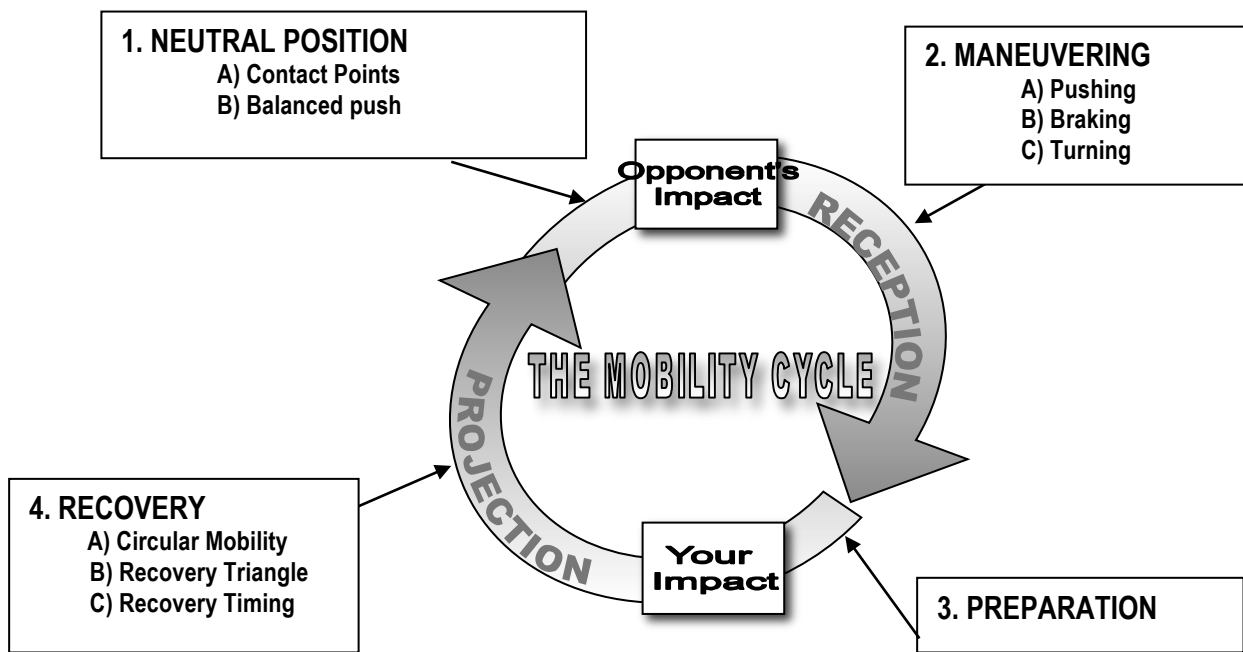 1. NEUTRAL POSITION
A) Contact Points
B) Balanced push
2. MANEUVERING
A) Pushing
B) Braking
C) Turning
Opponent's
Impact
RECEPTION
THE MOBILITY CYCLE
PROJECTION
4. RECOVERY
A) Circular Mobility
B) Recovery Triangle
C) Recovery Timing
Your
Impact
3. PREPARATION